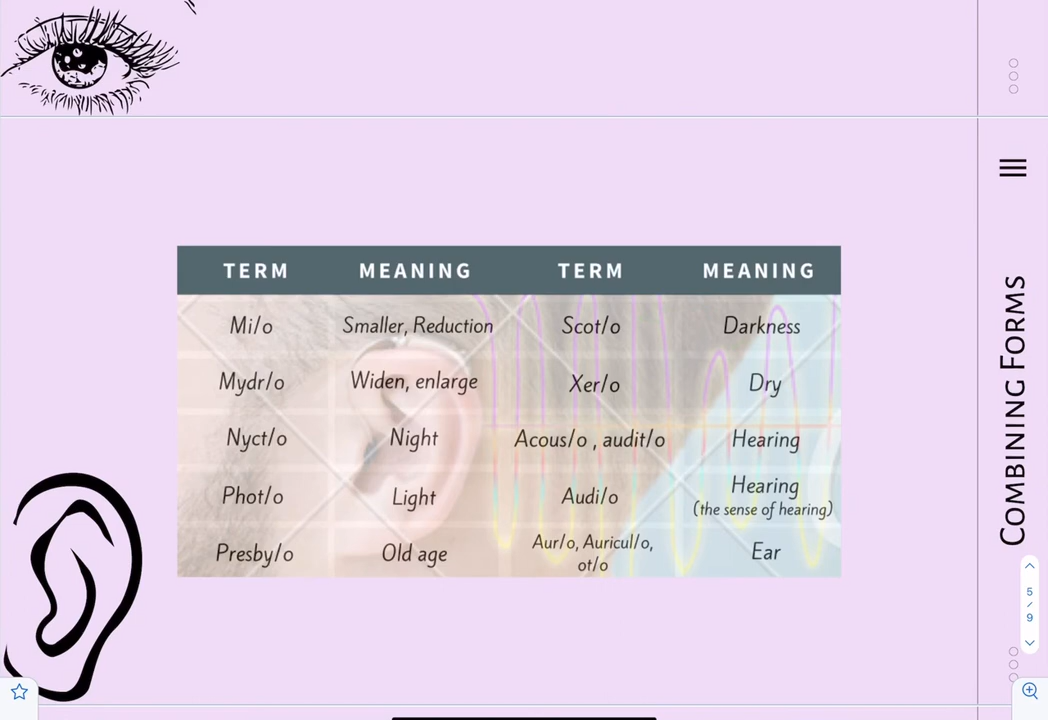 TERM MEANING TERM MEANING
Mi/o Smaller, Reduction Scot/o Darkness
Mydr/o Widen, enlarge Xer/o Dry
Nyct/o Night Acous/o , audit/o Hearing
Phot/o Light Audi/o Hearing
(the sense of hearing)
Presby/o Old age Aur/o, Auricul/o, Ear
ot/o
COMBINING FORMS
5
/
9